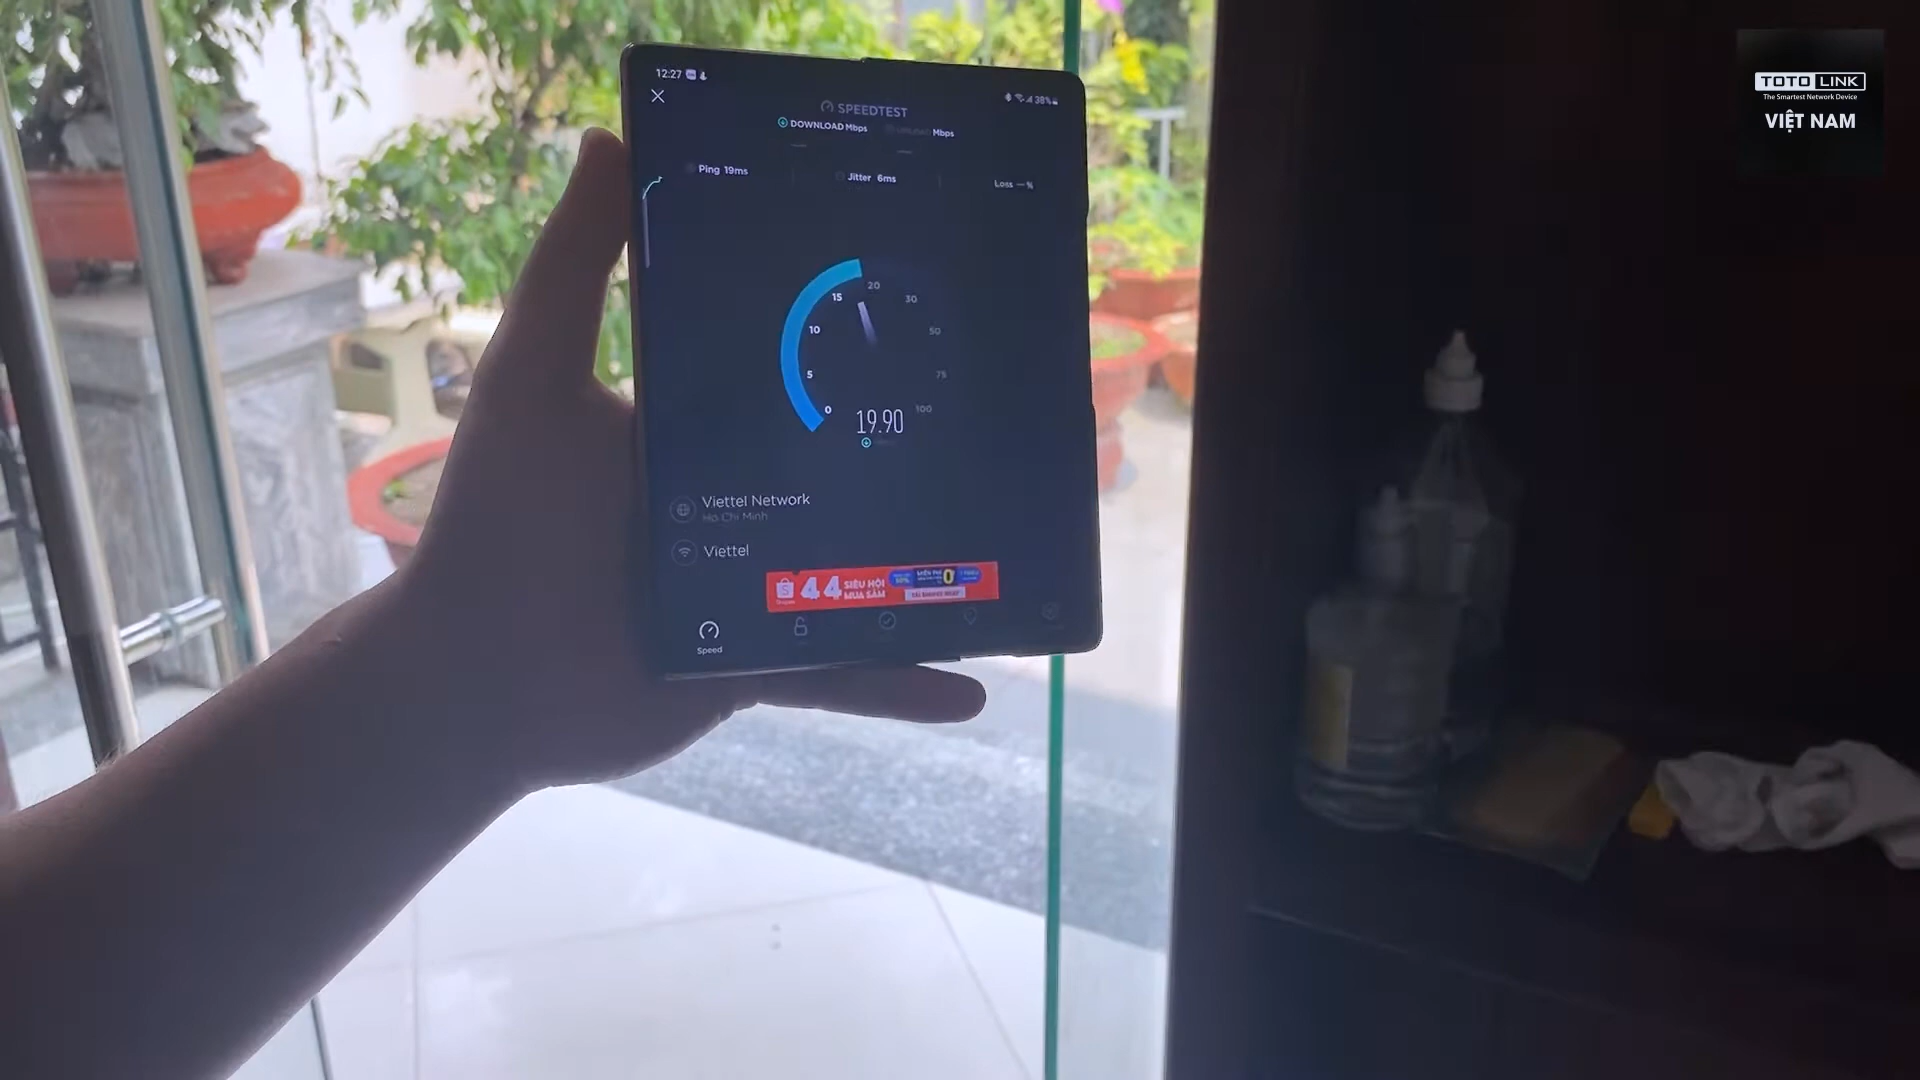 12:27
38%
SPEEDTEST
DOWNLOAD Mbps
Mbps
Ping 19ms
Jitter 6ms
Loss — %
0
5
10
15
20
30
50
75
100
19.90
Viettel Network
Ho Chi Minh
Viettel
4 4 SIÊU HỘI
MUA SẮM
Speed
TOTO LINK
The Smartest Network Device
VIỆT NAM